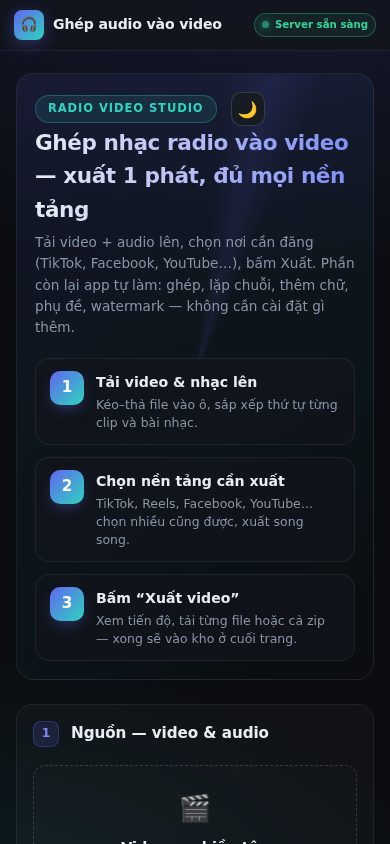 Ghép audio vào video
Server sẵn sàng
RADIO VIDEO STUDIO
Ghép nhạc radio vào video
— xuất 1 phát, đủ mọi nền
tảng
Tải video + audio lên, chọn nơi cần đăng
(TikTok, Facebook, YouTube...), bấm Xuất. Phần
còn lại app tự làm: ghép, lặp chuỗi, thêm chữ,
phụ đề, watermark — không cần cài đặt gì
thêm.
1
Tải video & nhạc lên
Kéo–thả file vào ô, sắp xếp thứ tự từng
clip và bài nhạc.
2
Chọn nền tảng cần xuất
TikTok, Reels, Facebook, YouTube…
chọn nhiều cũng được, xuất song
song.
3
Bấm “Xuất video”
Xem tiến độ, tải từng file hoặc cả zip
— xong sẽ vào kho ở cuối trang.
1
Nguồn — video & audio